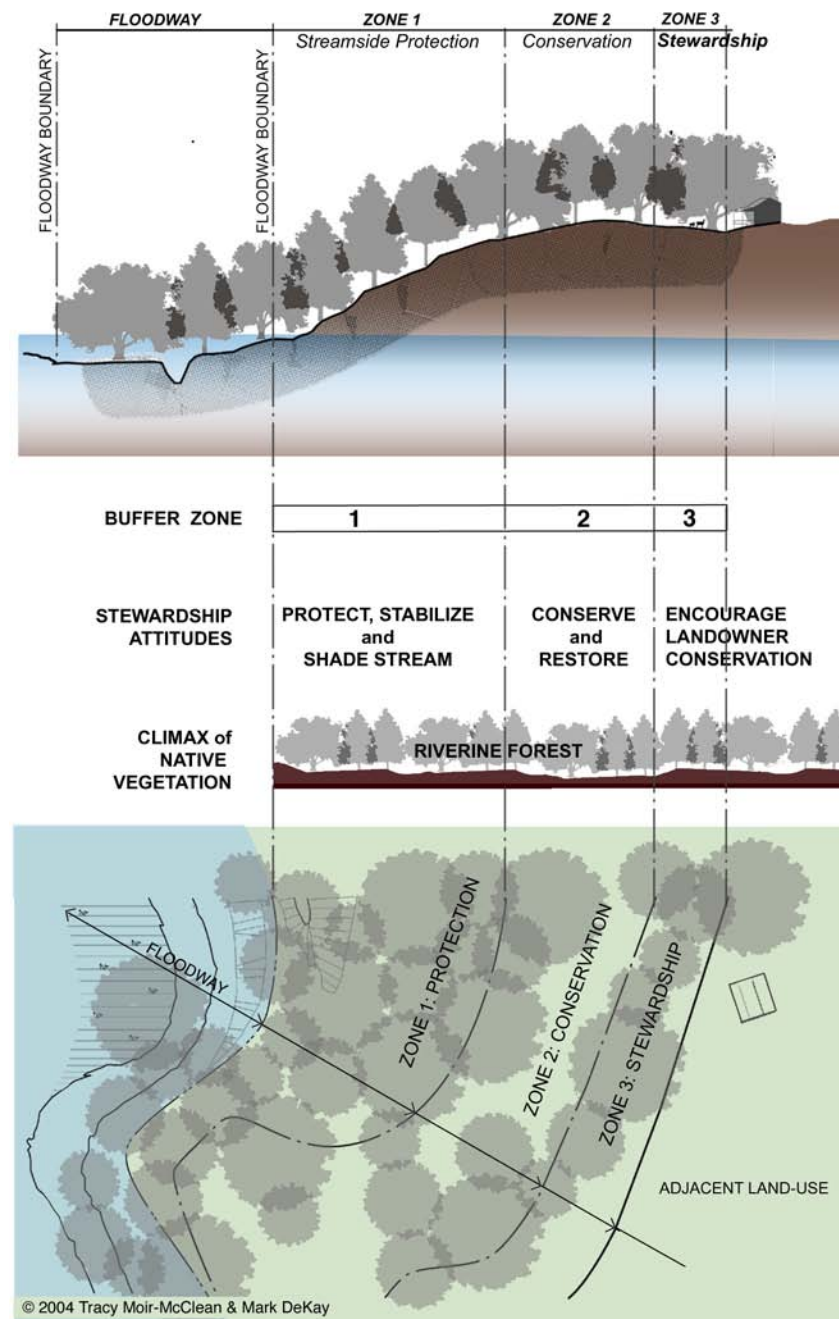 FLOODWAY
ZONE 1
ZONE 2
ZONE 3
Streamside Protection
Conservation
Stewardship
FLOODWAY BOUNDARY
FLOODWAY BOUNDARY
BUFFER ZONE
1
2
3
STEWARDSHIP
ATTITUDES
PROTECT, STABILIZE
and
SHADE STREAM
CONSERVE
and
RESTORE
ENCOURAGE
LANDOWNER
CONSERVATION
CLIMAX of
NATIVE
VEGETATION
RIVERINE FOREST
FLOODWAY
ZONE 1: PROTECTION
ZONE 2: CONSERVATION
ZONE 3: STEWARDSHIP
ADJACENT LAND-USE
© 2004 Tracy Moir-McClean & Mark DeKay